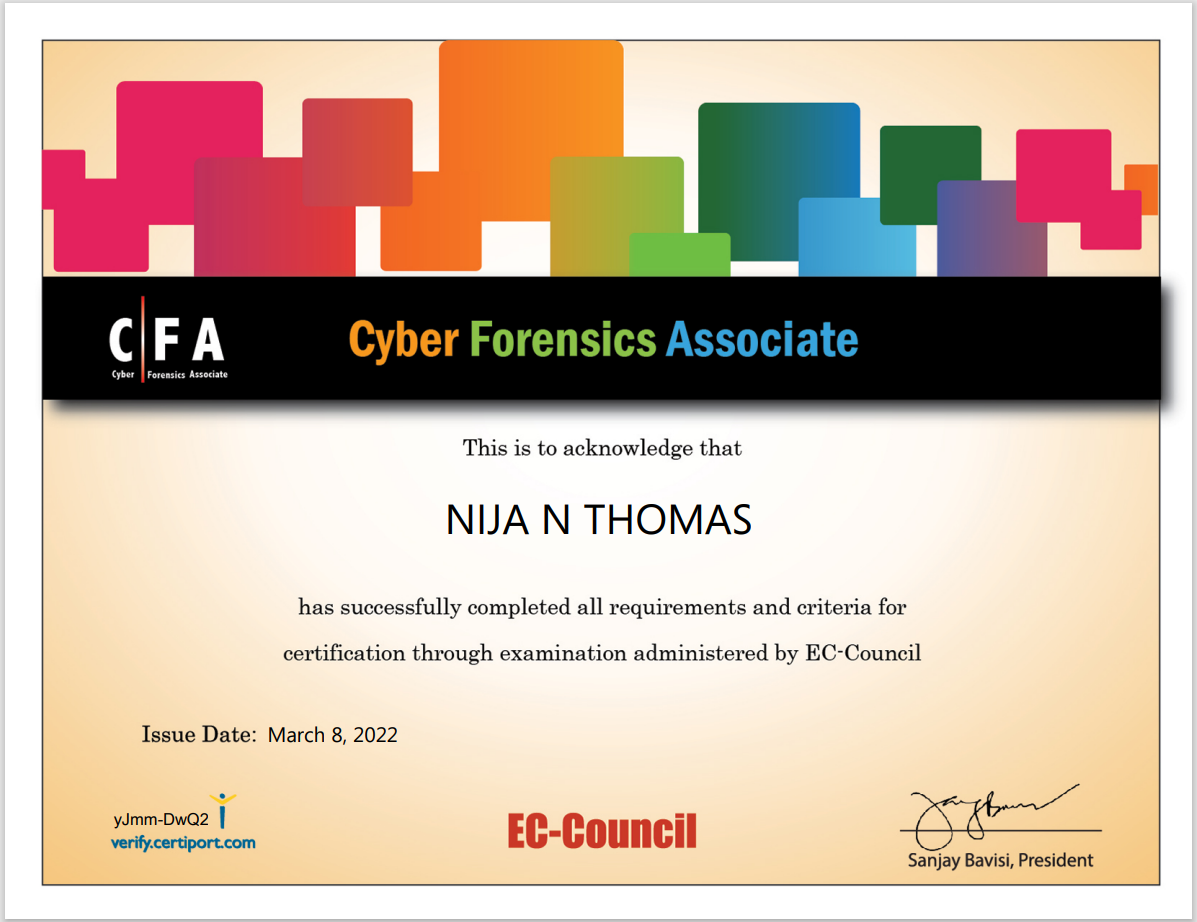 CFA
Cyber Forensics Associate
Cyber Forensics Associate
This is to acknowledge that
NIJA N THOMAS
has successfully completed all requirements and criteria for
certification through examination administered by EC-Council
Issue Date: March 8, 2022
yJmm-DwQ2
verify.certiport.com
EC-Council
Sanjay Bavisi, President